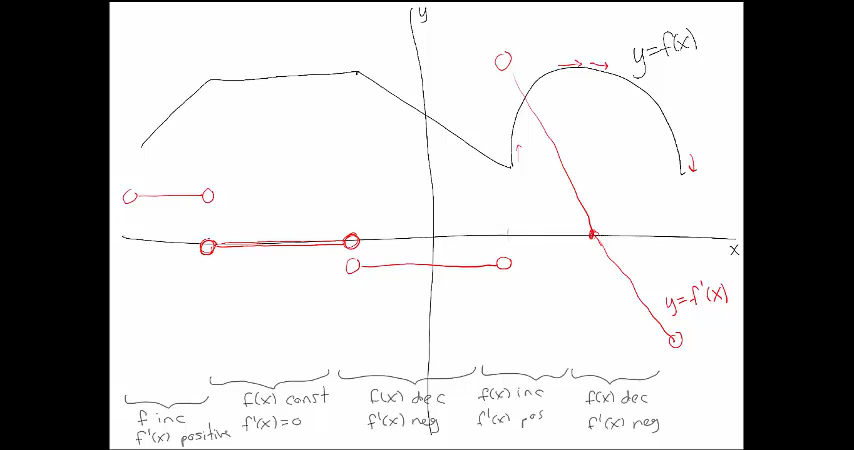 y
y=f(x)
x
y=f'(x)
f inc
f'(x) positive
f(x) const
f'(x)=0
f(x) dec
f'(x) neg
f(x) inc
f'(x) pos
f(x) dec
f'(x) neg